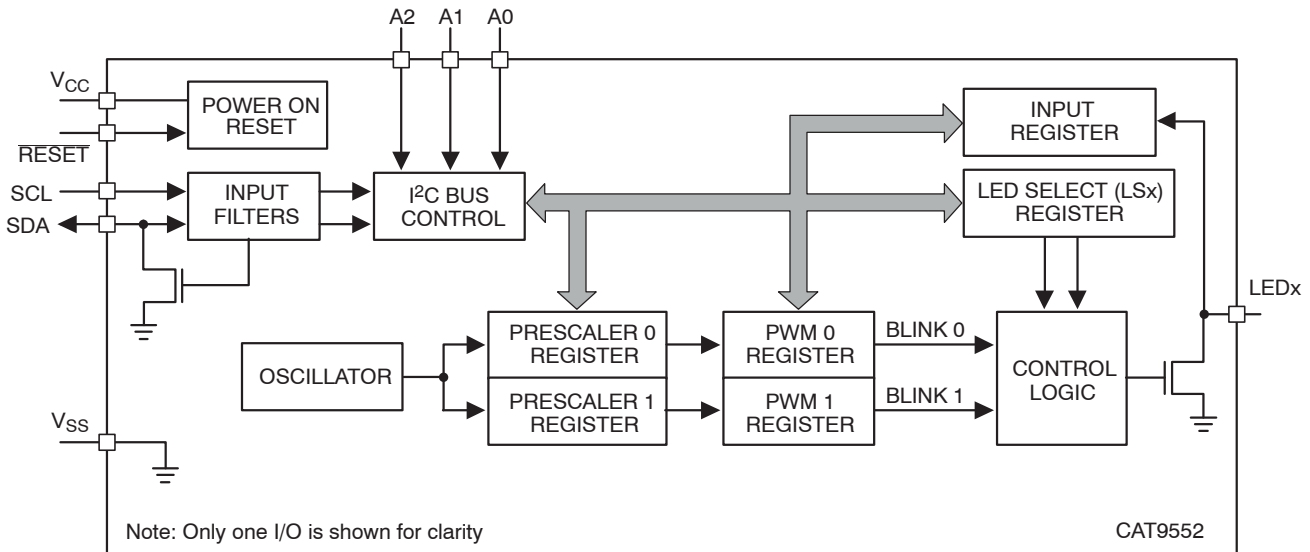 A2 A1 A0
VCC
POWER ON
RESET
RESET
INPUT
REGISTER
SCL
SDA
INPUT
FILTERS
I²C BUS
CONTROL
LED SELECT (LSx)
REGISTER
LEDx
OSCILLATOR
PRESCALER 0
REGISTER
PRESCALER 1
REGISTER
PWM 0
REGISTER
PWM 1
REGISTER
BLINK 0
BLINK 1
CONTROL
LOGIC
VSS
Note: Only one I/O is shown for clarity
CAT9552